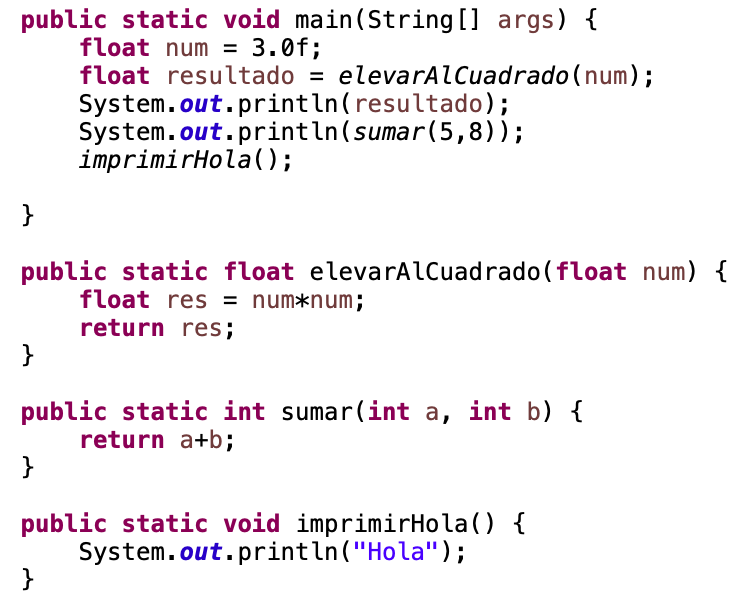 public static void main(String[] args) {
    float num = 3.0f;
    float resultado = elevarAlCuadrado(num);
    System.out.println(resultado);
    System.out.println(sumar(5,8));
    imprimirHola();

}

public static float elevarAlCuadrado(float num) {
    float res = num*num;
    return res;
}

public static int sumar(int a, int b) {
    return a+b;
}

public static void imprimirHola() {
    System.out.println("Hola");
}